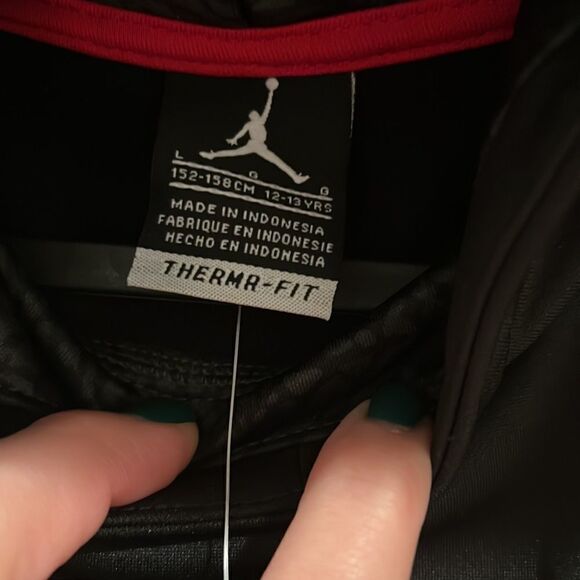 L G G
152-158CM 12-13YRS
MADE IN INDONESIA
FABRIQUE EN INDONESIE
HECHO EN INDONESIA
THERMA-FIT